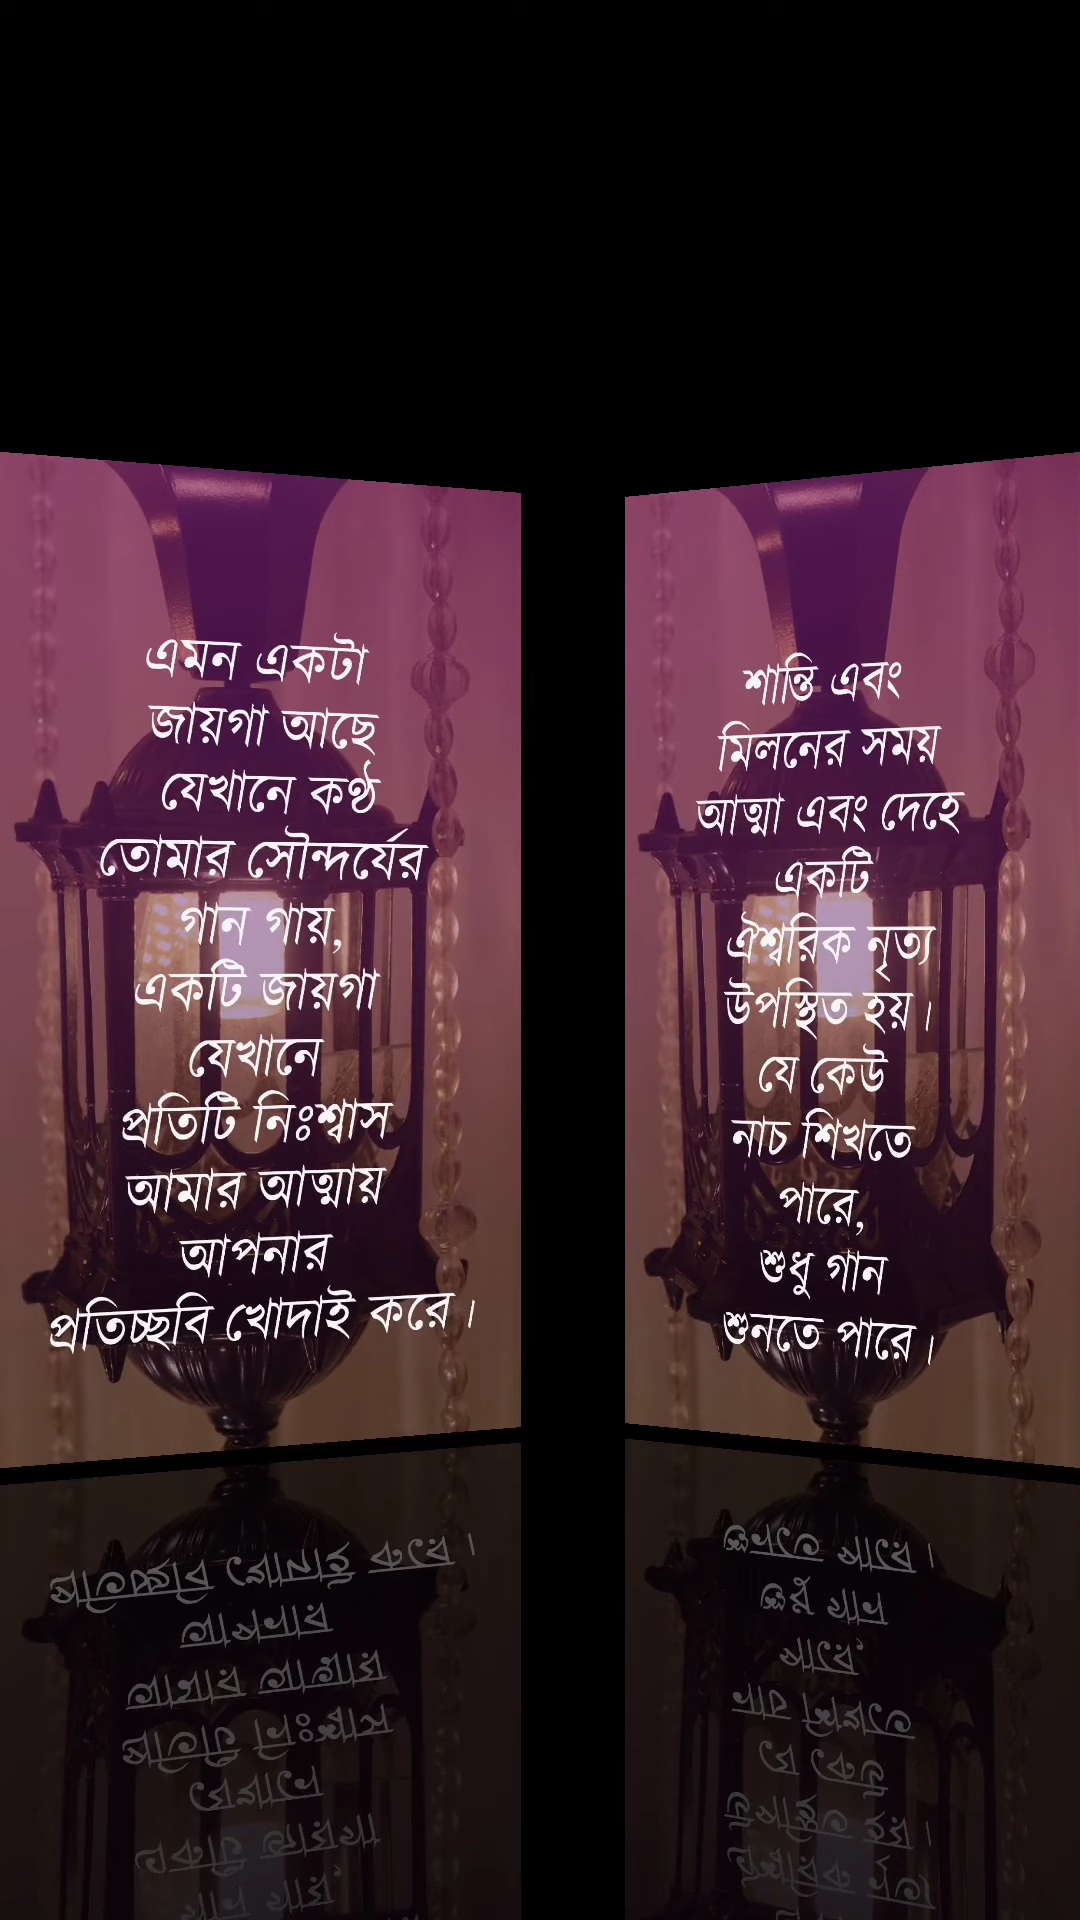 এমন একটা
জায়গা আছে
যেখানে কণ্ঠ
তোমার সৌন্দর্যের
গান গায়,
একটি জায়গা
যেখানে
প্রতিটি নিঃশ্বাস
আমার আত্মায়
আপনার
প্রতিচ্ছবি খোদাই করে।
শান্তি এবং
মিলনের সময়
আত্মা এবং দেহে
একটি
ঐশ্বরিক নৃত্য
উপস্থিত হয়।
যে কেউ
নাচ শিখতে
পারে,
শুধু গান
শুনতে পারে।